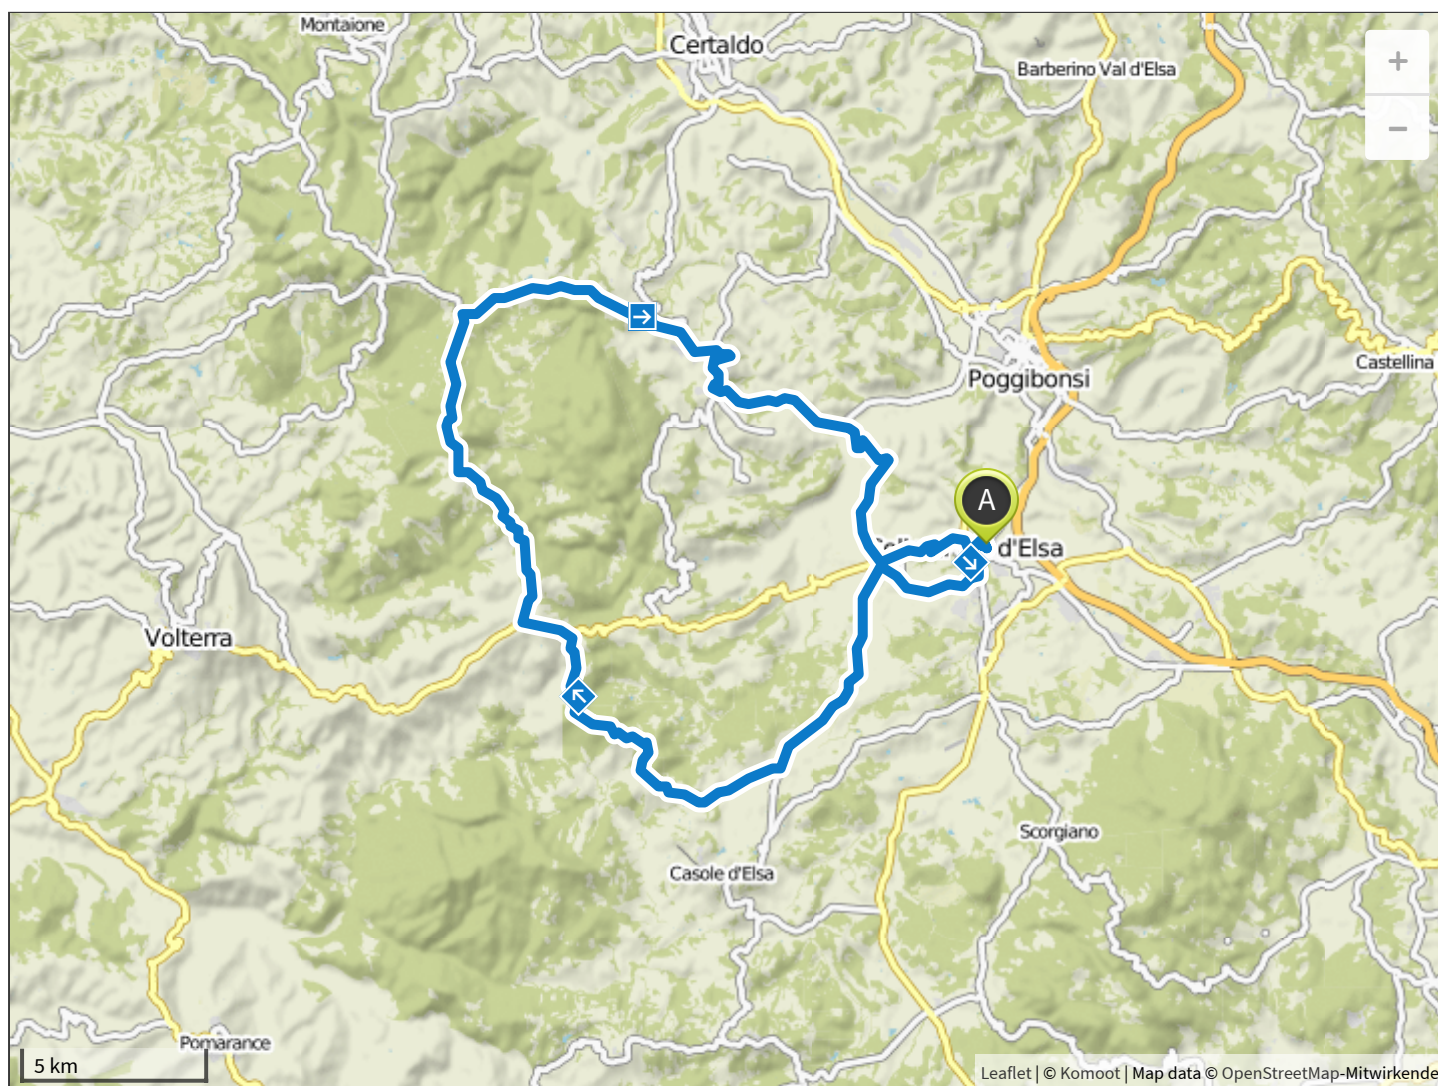 Montaione
Certaldo
Barberino Val d'Elsa
+
−
Castellina
Poggibonsi
A
d'Elsa
Volterra
Scorgiano
Casole d'Elsa
Pomarance
5 km
Leaflet | © Komoot | Map data © OpenStreetMap-Mitwirkende